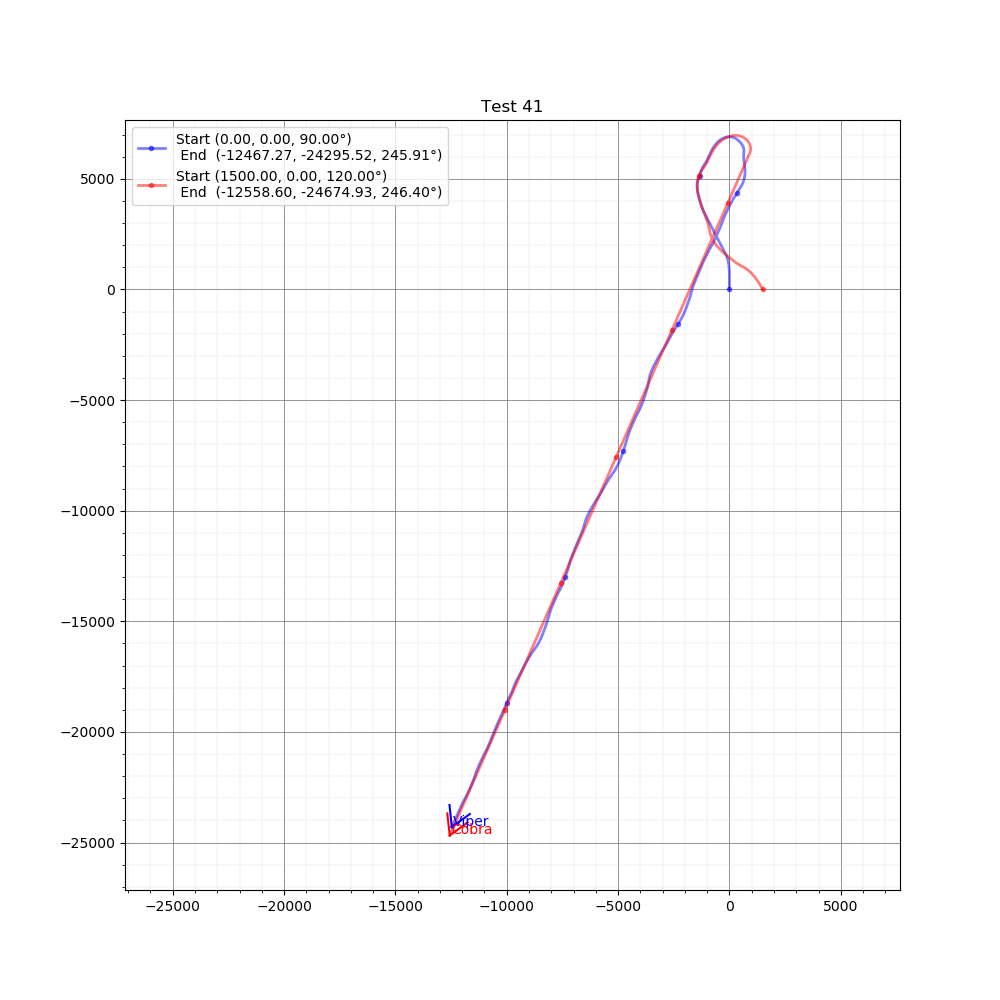 Test 41
Start (0.00, 0.00, 90.00°)
End  (-12467.27, -24295.52, 245.91°)
Start (1500.00, 0.00, 120.00°)
End  (-12558.60, -24674.93, 246.40°)
5000
0
−5000
−10000
−15000
−20000
−25000
Viper
Cobra
−25000
−20000
−15000
−10000
−5000
0
5000